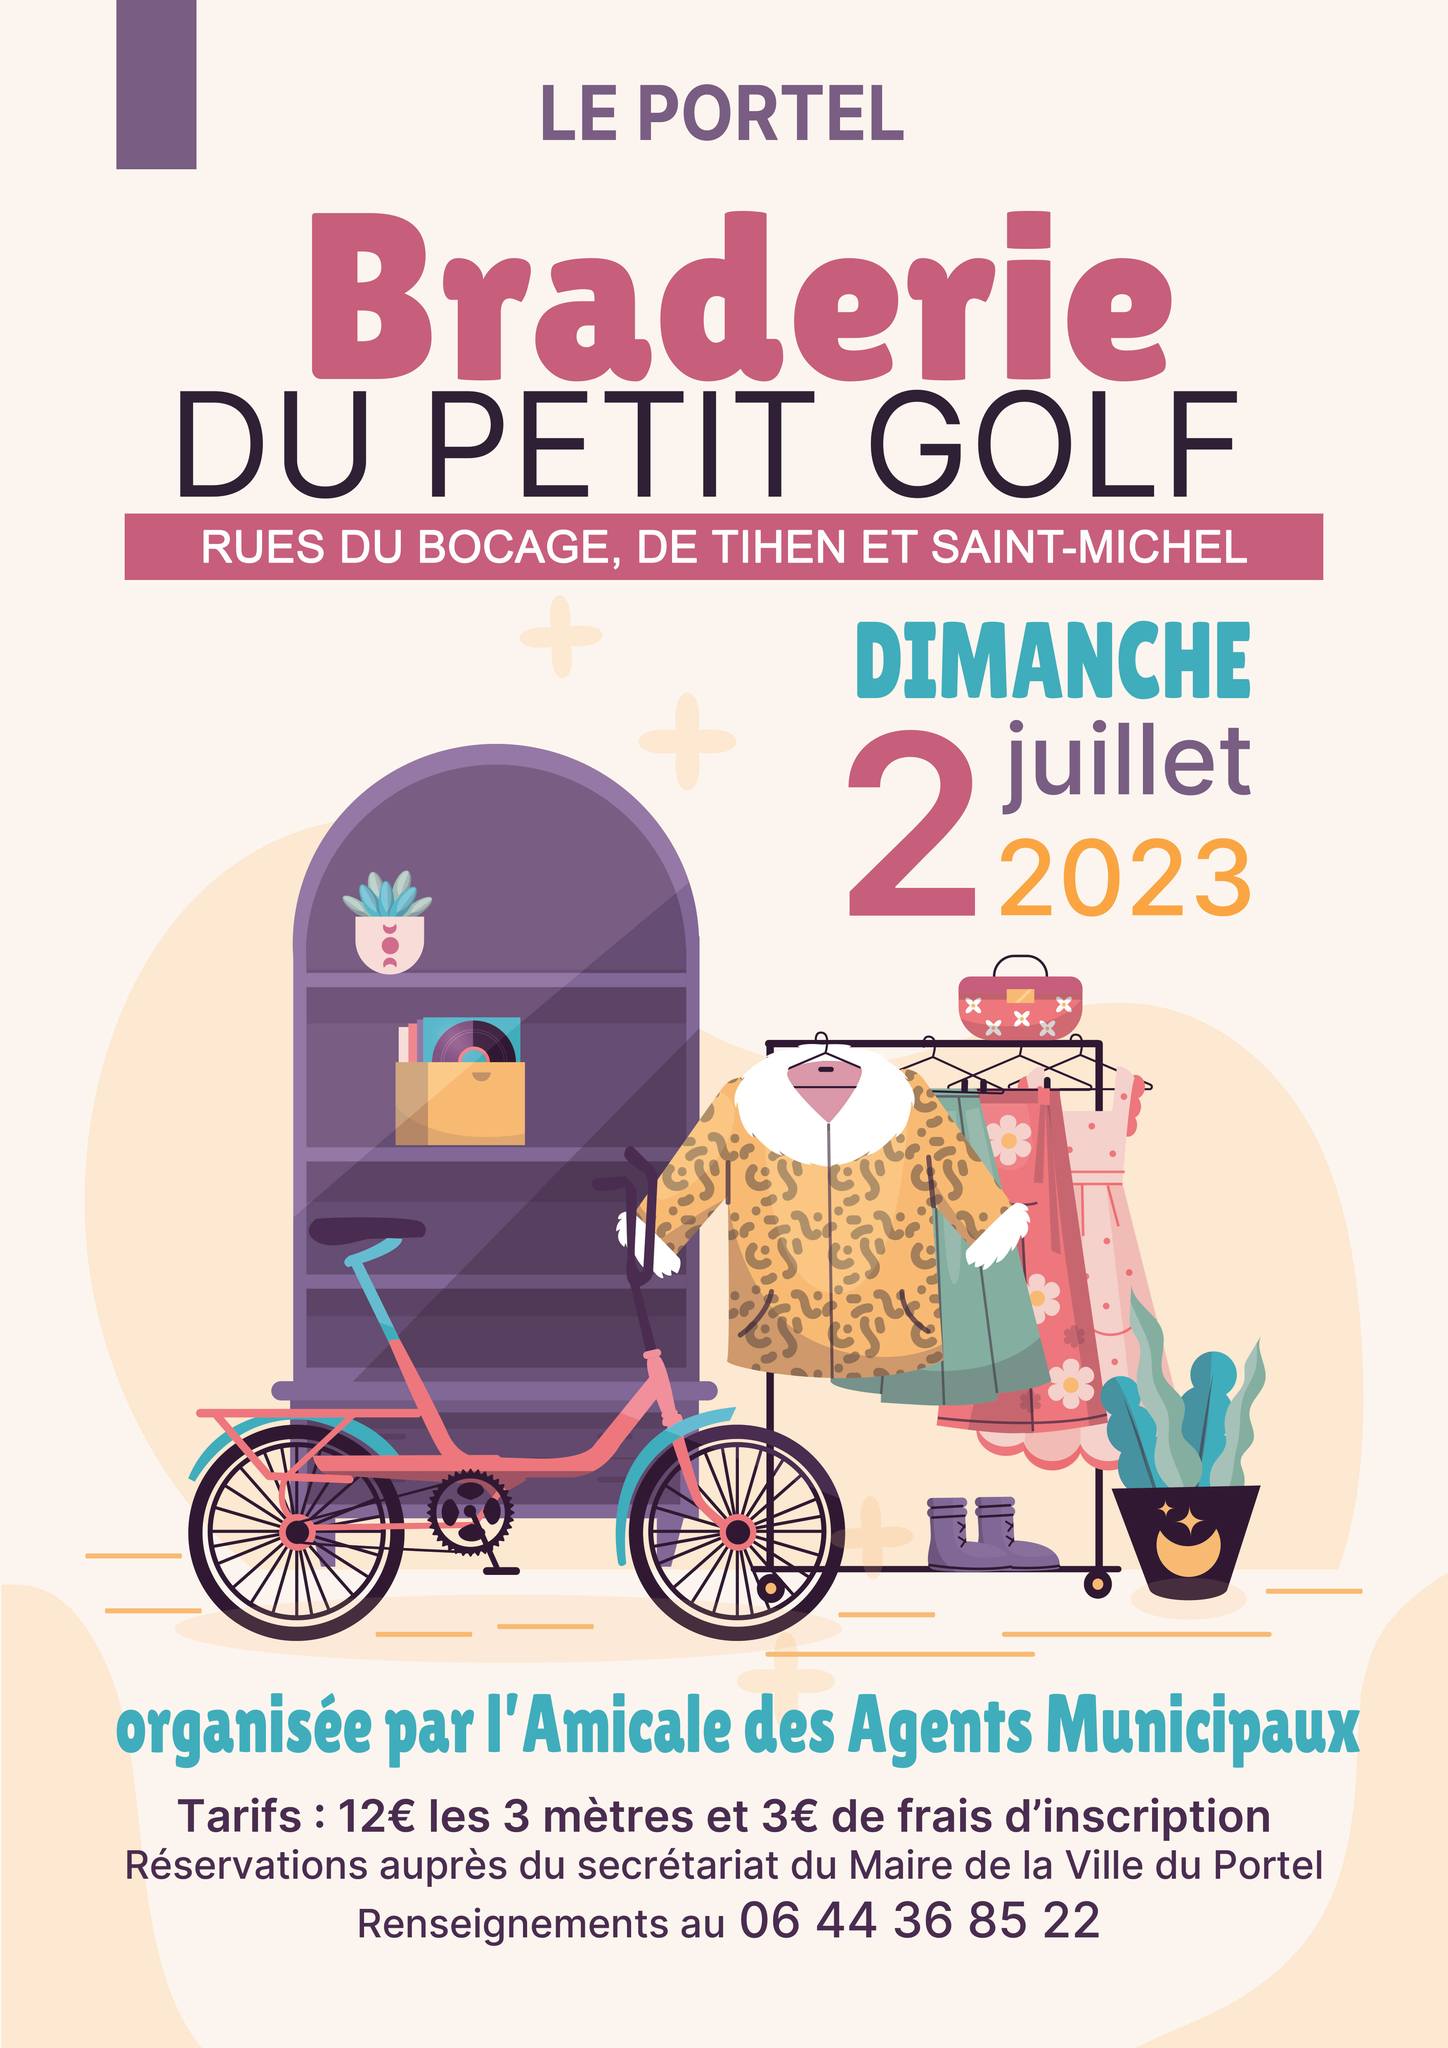 LE PORTEL
Braderie
DU PETIT GOLF
RUES DU BOCAGE, DE TIHEN ET SAINT-MICHEL
DIMANCHE
2 juillet
2023
organisée par l'Amicale des Agents Municipaux
Tarifs : 12€ les 3 mètres et 3€ de frais d’inscription
Réservations auprès du secrétariat du Maire de la Ville du Portel
Renseignements au 06 44 36 85 22